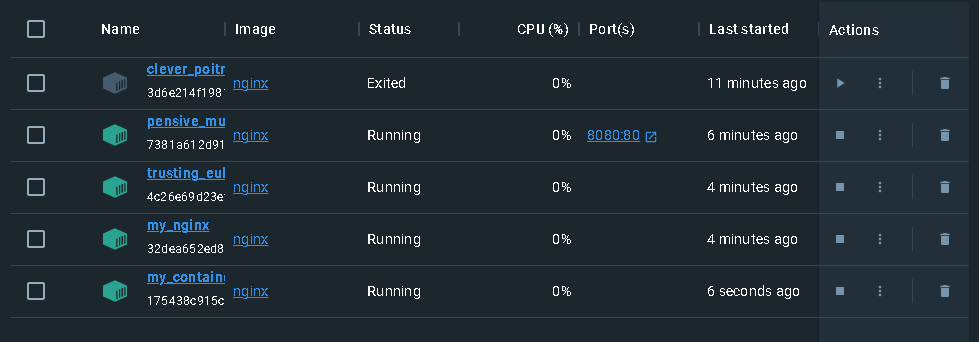 Name Image Status CPU (%) Port(s) Last started Actions
clever_poitr
nginx Exited 0% 11 minutes ago
3d6e214f198
pensive_mu
nginx Running 0% 8080:80 6 minutes ago
7381a612d91
trusting_eul
nginx Running 0% 4 minutes ago
4c26e69d23e
my_nginx
nginx Running 0% 4 minutes ago
32dea652ed8
my_contain
nginx Running 0% 6 seconds ago
175438c915c